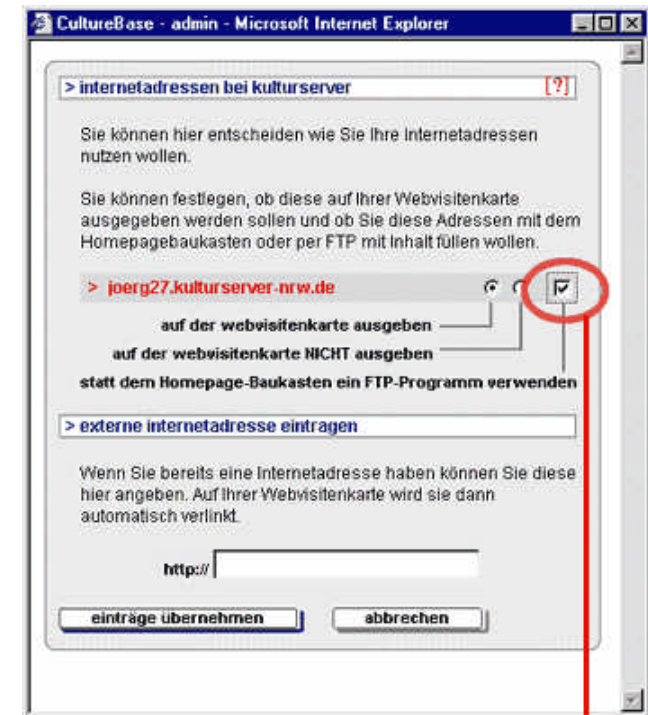 CultureBase - admin - Microsoft Internet Explorer
> internetadressen bei kulturserver [?]
Sie können hier entscheiden wie Sie Ihre Internetadressen
nutzen wollen.
Sie können festlegen, ob diese auf Ihrer Webvisitenkarte
ausgegeben werden sollen und ob Sie diese Adressen mit dem
Homepagebaukasten oder per FTP mit Inhalt füllen wollen.
> joerg27.kulturserver-nrw.de
auf der webvisitenkarte ausgeben
auf der webvisitenkarte NICHT ausgeben
statt dem Homepage-Baukasten ein FTP-Programm verwenden
> externe internetadresse eintragen
Wenn Sie bereits eine Internetadresse haben können Sie diese
hier angeben. Auf Ihrer Webvisitenkarte wird sie dann
automatisch verlinkt.
http://
einträge übernehmen abbrechen